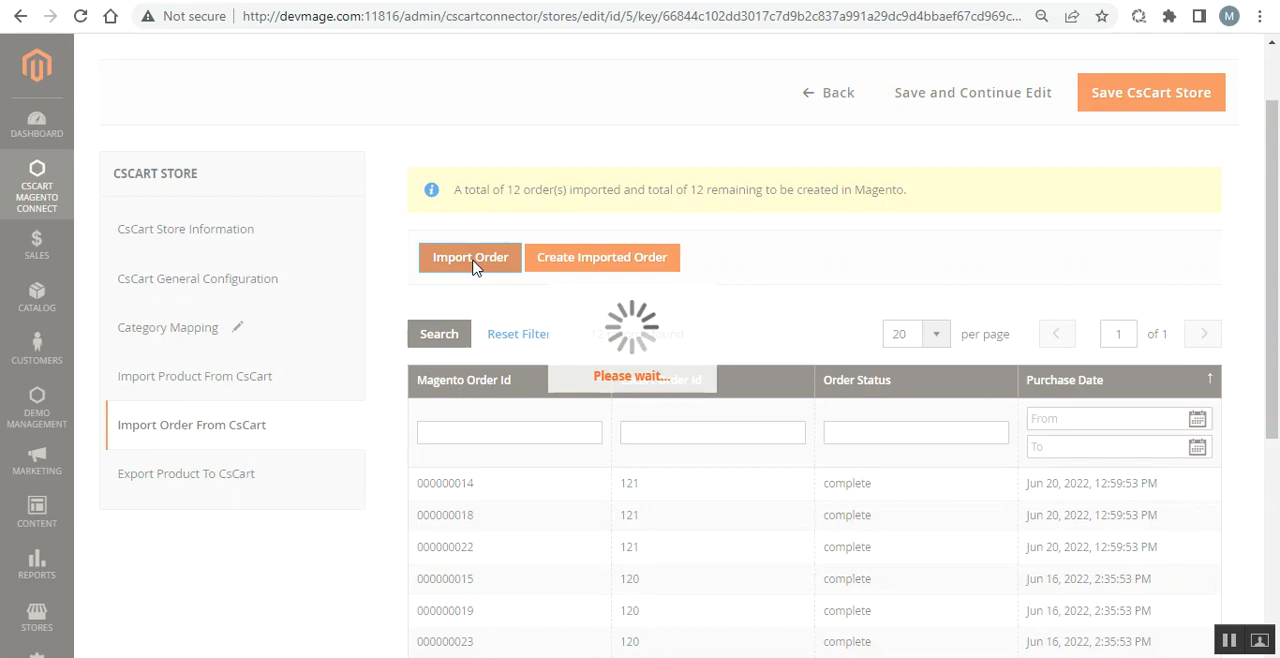 Not secure
http://devmage.com:11816/admin/cscartconnector/stores/edit/id/5/key/66844c102dd3017c7d9b2c837a991a29dc9d4bbaef67cd969c...
M
DASHBOARD
CSCART
MAGENTO
CONNECT
SALES
CATALOG
CUSTOMERS
DEMO
MANAGEMENT
MARKETING
CONTENT
REPORTS
STORES
Back
Save and Continue Edit
Save CsCart Store
CSCART STORE
CsCart Store Information
CsCart General Configuration
Category Mapping
Import Product From CsCart
Import Order From CsCart
Export Product To CsCart
A total of 12 order(s) imported and total of 12 remaining to be created in Magento.
Import Order
Create Imported Order
Search
Reset Filter
20
per page
1
of 1
Please wait...
Magento Order Id
Order Status
Purchase Date
From
To
000000014 121 complete Jun 20, 2022, 12:59:53 PM
000000018 121 complete Jun 20, 2022, 12:59:53 PM
000000022 121 complete Jun 20, 2022, 12:59:53 PM
000000015 120 complete Jun 16, 2022, 2:35:53 PM
000000019 120 complete Jun 16, 2022, 2:35:53 PM
000000023 120 complete Jun 16, 2022, 2:35:53 PM